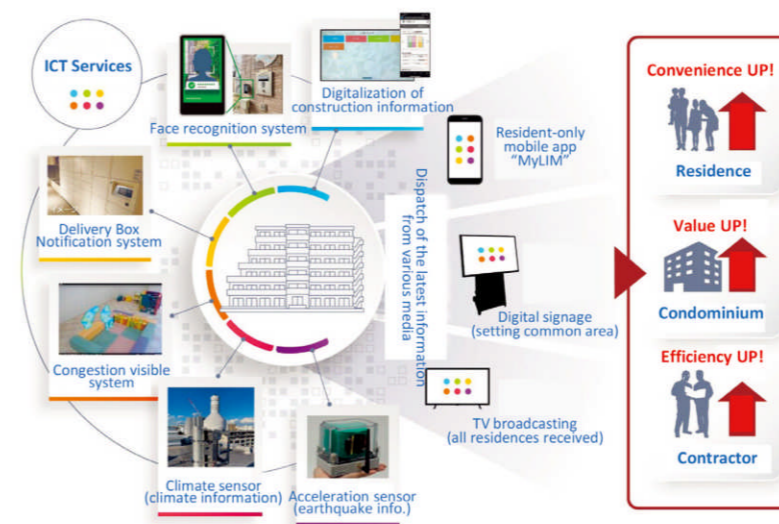 ICT Services
Face recognition system
Digitalization of
construction information
Delivery Box
Notification system
Congestion visible
system
Climate sensor
(climate information)
Acceleration sensor
(earthquake info.)
Dispatch of the latest information
from various media
Resident-only
mobile app
“MyLIM”
Digital signage
(setting common area)
TV broadcasting
(all residences received)
Convenience UP!
Residence
Value UP!
Condominium
Efficiency UP!
Contractor